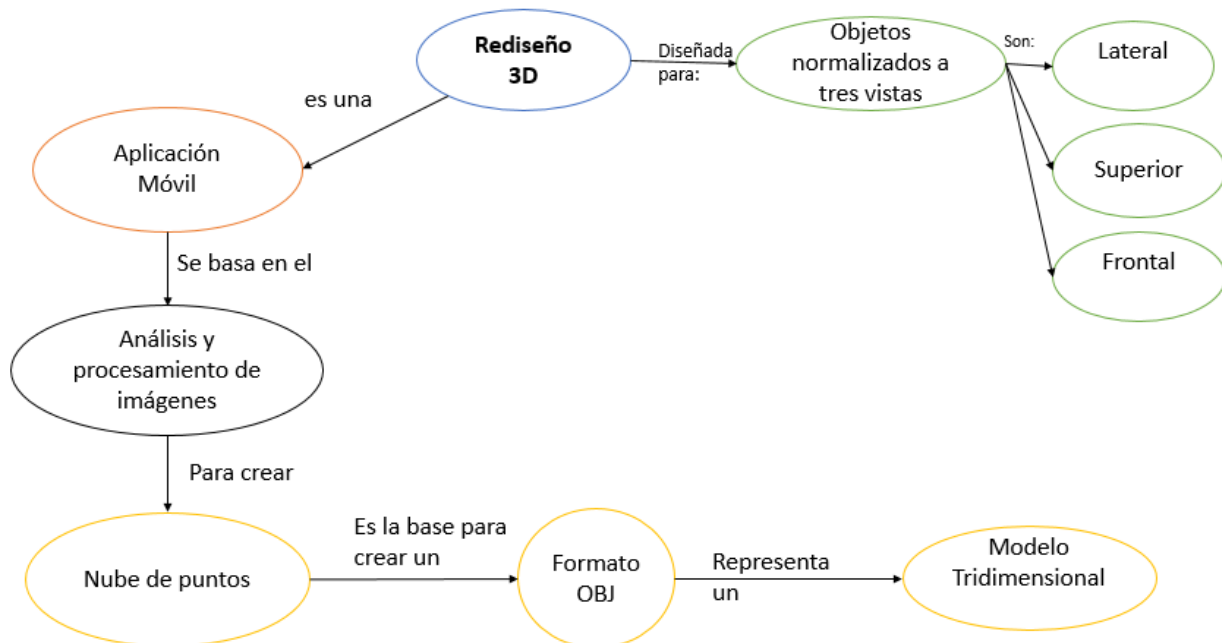 Rediseño
3D
Diseñada
para:
Objetos
normalizados a
tres vistas
Son:
Lateral
Superior
Frontal
es una
Aplicación
Móvil
Se basa en el
Análisis y
procesamiento de
imágenes
Para crear
Nube de puntos
Es la base para
crear un
Formato
OBJ
Representa
un
Modelo
Tridimensional